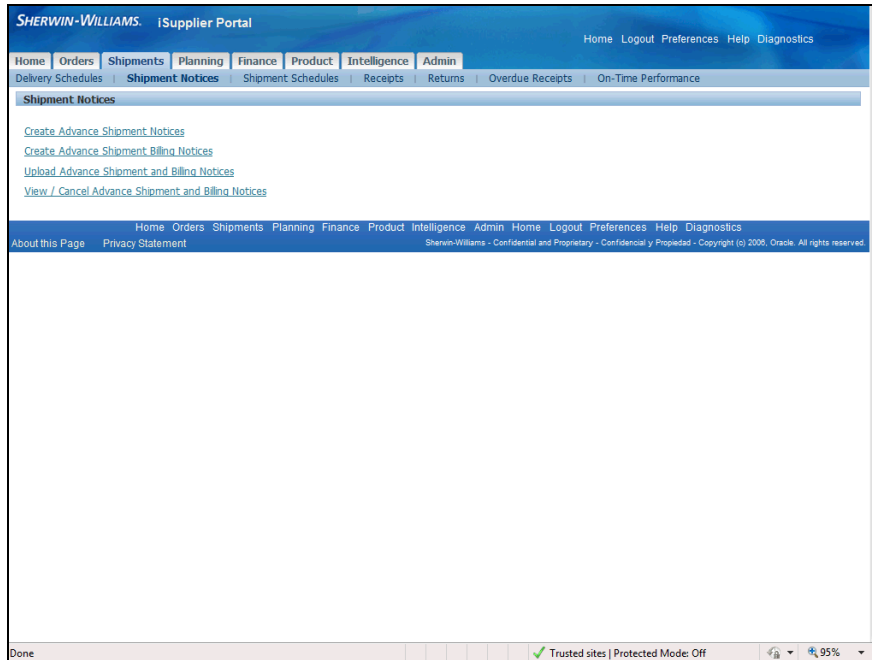 SHERWIN-WILLIAMS. iSupplier Portal
Home Logout Preferences Help Diagnostics
Home Orders Shipments Planning Finance Product Intelligence Admin
Delivery Schedules | Shipment Notices | Shipment Schedules | Receipts | Returns | Overdue Receipts | On-Time Performance
Shipment Notices
Create Advance Shipment Notices
Create Advance Shipment Billing Notices
Upload Advance Shipment and Billing Notices
View / Cancel Advance Shipment and Billing Notices
Home Orders Shipments Planning Finance Product Intelligence Admin Home Logout Preferences Help Diagnostics
About this Page Privacy Statement Sherwin-Williams - Confidential and Proprietary - Confidencial y Propiedad - Copyright (c) 2006, Oracle. All rights reserved.
Done Trusted sites | Protected Mode: Off 95%